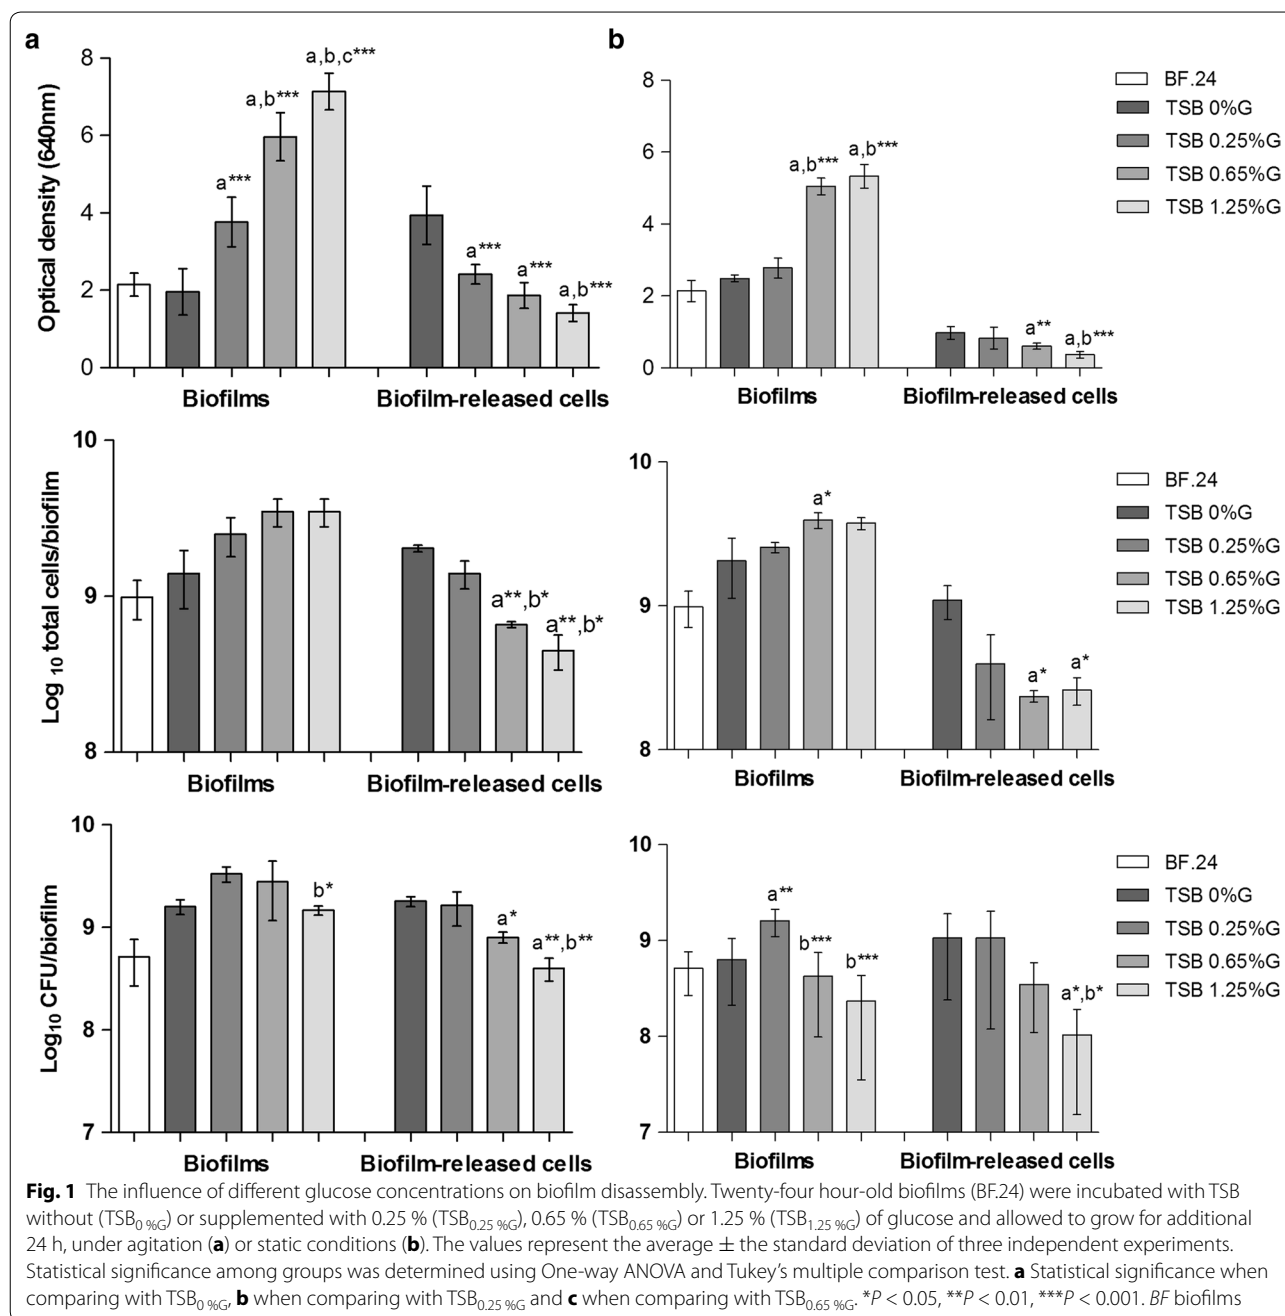 a
b
8
6
4
2
0
Optical density (640nm)
a***
a,b***
a,b,c***
a***
a***
a,b***
Biofilms
Biofilm-released cells
8
6
4
2
0
a,b***
a,b***
a**
a,b***
Biofilms
Biofilm-released cells
BF.24
TSB 0%G
TSB 0.25%G
TSB 0.65%G
TSB 1.25%G
10
9
8
Log 10 total cells/biofilm
a**,b*
a**,b*
Biofilms
Biofilm-released cells
10
9
8
a*
a*
a*
Biofilms
Biofilm-released cells
BF.24
TSB 0%G
TSB 0.25%G
TSB 0.65%G
TSB 1.25%G
10
9
8
7
Log10 CFU/biofilm
b*
a*
a**,b**
Biofilms
Biofilm-released cells
10
9
8
7
a**
b***
b***
a*,b*
Biofilms
Biofilm-released cells
BF.24
TSB 0%G
TSB 0.25%G
TSB 0.65%G
TSB 1.25%G
Fig. 1 The influence of different glucose concentrations on biofilm disassembly. Twenty-four hour-old biofilms (BF.24) were incubated with TSB
without (TSB0 %G) or supplemented with 0.25 % (TSB0.25 %G), 0.65 % (TSB0.65 %G) or 1.25 % (TSB1.25 %G) of glucose and allowed to grow for additional
24 h, under agitation (a) or static conditions (b). The values represent the average ± the standard deviation of three independent experiments.
Statistical significance among groups was determined using One-way ANOVA and Tukey's multiple comparison test. a Statistical significance when
comparing with TSB0 %G, b when comparing with TSB0.25 %G and c when comparing with TSB0.65 %G. *P < 0.05, **P < 0.01, ***P < 0.001. BF biofilms